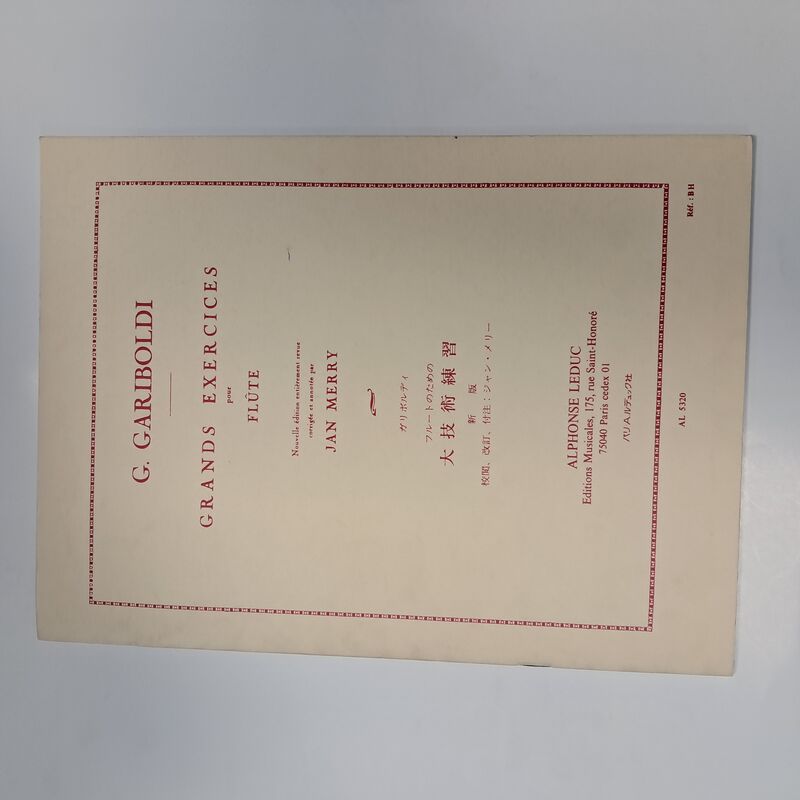 G. GARIBOLDI
GRANDS EXERCICES
pour
FLÛTE
Nouvelle édition entièrement revue
corrigée et annotée par
JAN MERRY
ガリボルディ
フルートのための
大技術練習
新版
校閲、改訂、付注：ジャン・メリー
ALPHONSE LEDUC
Editions Musicales, 175, rue Saint-Honoré
75040 Paris cedex 01
パリ A.ルデュック社
AL 5320
Réf. : B H